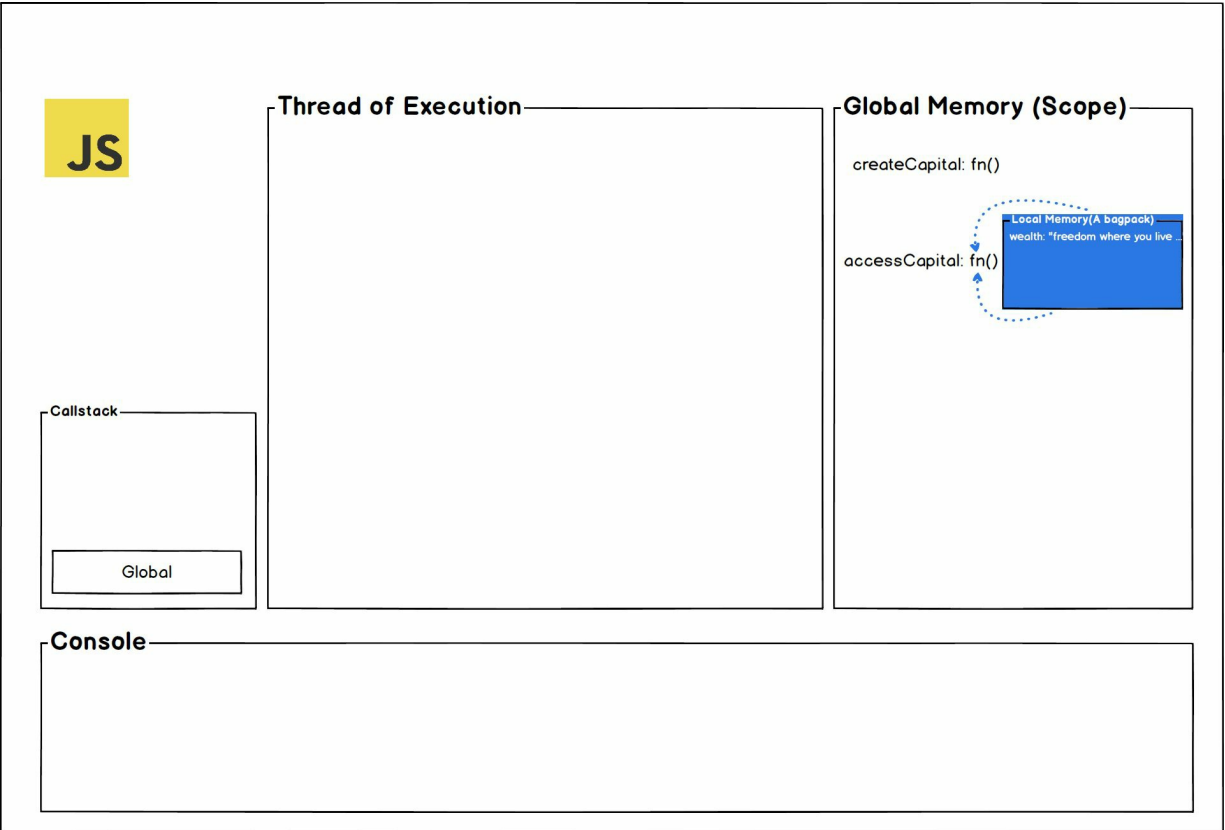 JS
Thread of Execution
Global Memory (Scope)
createCapital: fn()
Local Memory(A bagpack)
wealth: "freedom where you live ...
accessCapital: fn()
Callstack
Global
Console